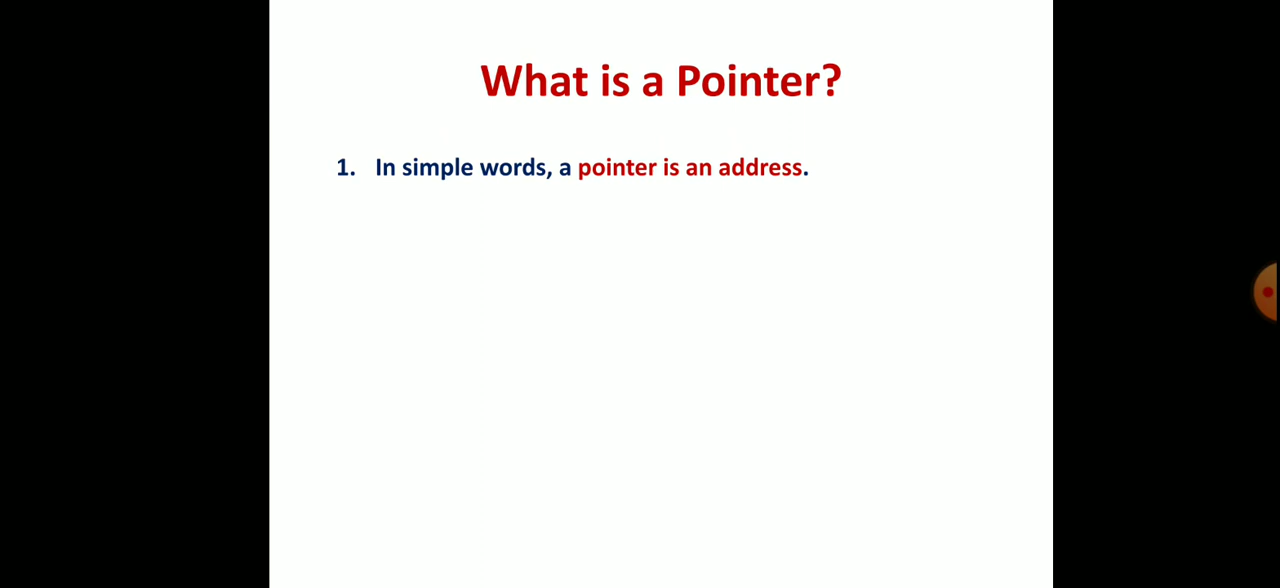 What is a Pointer?
1. In simple words, a pointer is an address.